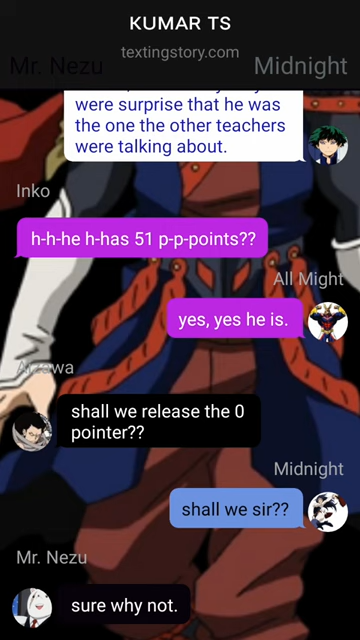 KUMAR TS
textingstory.com
Mr. Nezu
Midnight
were surprise that he was
the one the other teachers
were talking about.
Inko
h-h-he h-has 51 p-p-points??
All Might
yes, yes he is.
Aizawa
shall we release the 0
pointer??
Midnight
shall we sir??
Mr. Nezu
sure why not.